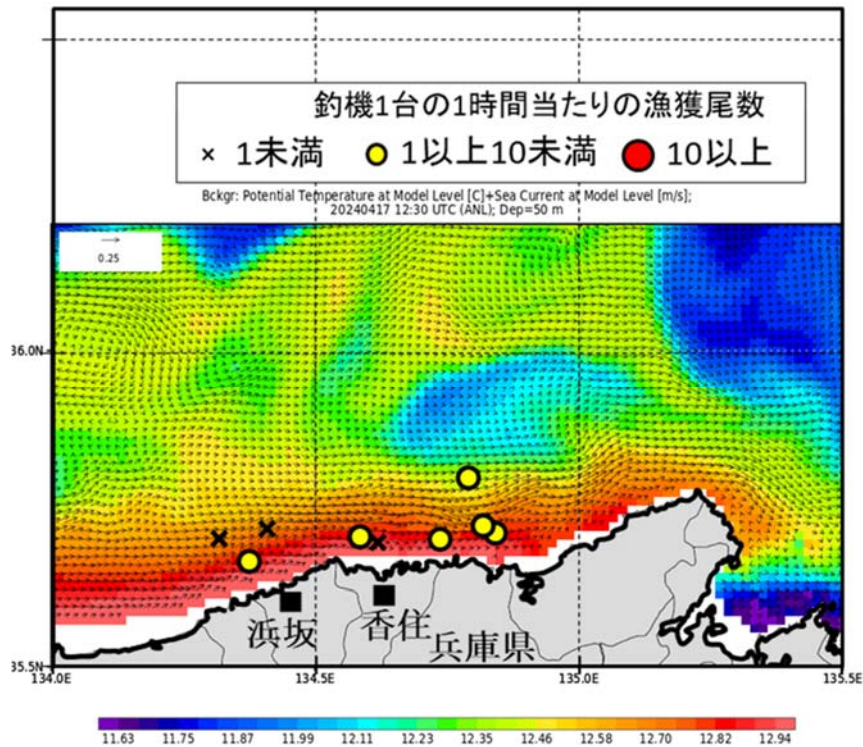 釣機1台の1時間当たりの漁獲尾数
× 1未満 1以上10未満 10以上
Bckgr: Potential Temperature at Model Level [C]+Sea Current at Model Level [m/s];
20240417 12:30 UTC (ANL); Dep=50 m
0.25
36.0N
浜坂 香住 兵庫県
35.5N
134.0E 134.5E 135.0E 135.5E
11.63 11.75 11.87 11.99 12.11 12.23 12.35 12.46 12.58 12.70 12.82 12.94